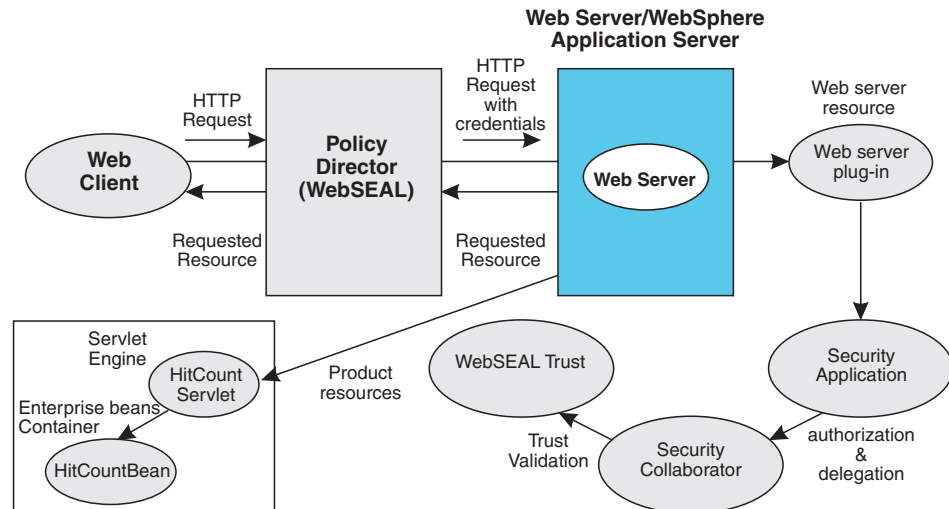 Web Server/WebSphere
Application Server
HTTP
Request
HTTP
Request
with
credentials
Web server
resource
Web
Client
Policy
Director
(WebSEAL)
Web Server
Web server
plug-in
Requested
Resource
Requested
Resource
Servlet
Engine
HitCount
Servlet
Enterprise beans
Container
HitCountBean
Product
resources
WebSEAL Trust
Security
Application
Trust
Validation
Security
Collaborator
authorization
&
delegation